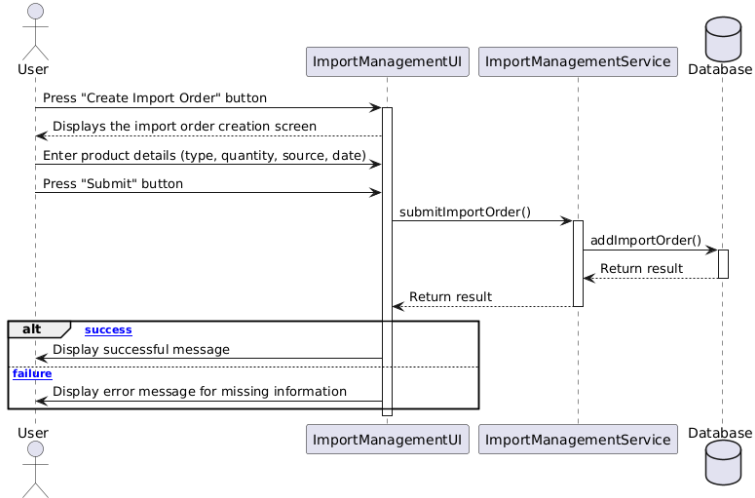 User
ImportManagementUI
ImportManagementService
Database
Press "Create Import Order" button
Displays the import order creation screen
Enter product details (type, quantity, source, date)
Press "Submit" button
submitImportOrder()
addImportOrder()
Return result
Return result
alt success
Display successful message
failure
Display error message for missing information
User
ImportManagementUI
ImportManagementService
Database